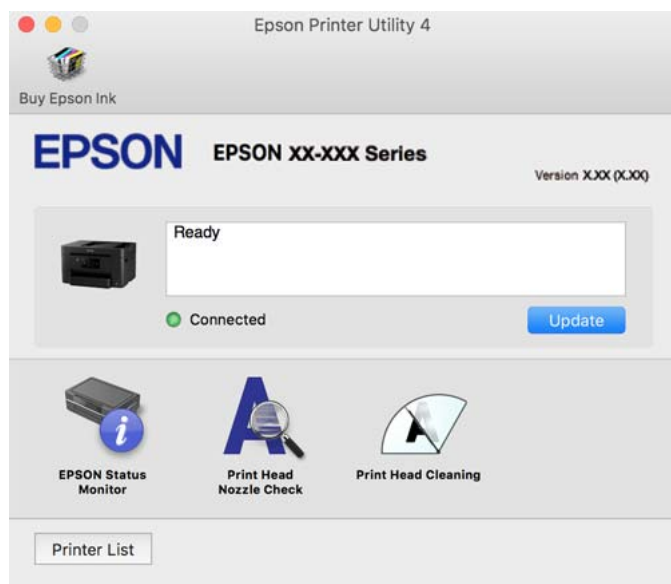 Epson Printer Utility 4
Buy Epson Ink
EPSON
EPSON XX-XXX Series
Version X.XX (X.XX)
Ready
Connected
Update
EPSON Status
Monitor
Print Head
Nozzle Check
Print Head Cleaning
Printer List